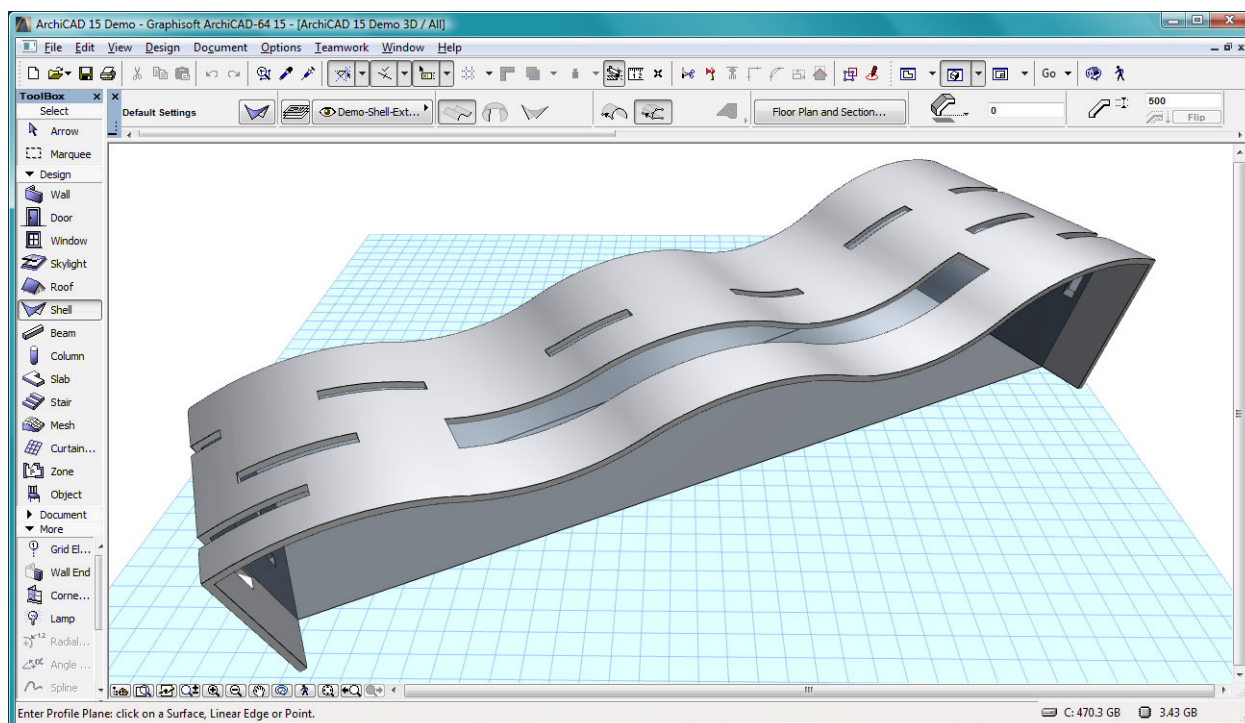 ArchiCAD 15 Demo - Graphisoft ArchiCAD-64 15 - [ArchiCAD 15 Demo 3D / All]
File Edit View Design Document Options Teamwork Window Help
Go
ToolBox
Select
Default Settings
Demo-Shell-Ext...
Floor Plan and Section...
0
500
Flip
Arrow
Marquee
Design
Wall
Door
Window
Skylight
Roof
Shell
Beam
Column
Slab
Stair
Mesh
Curtain...
Zone
Object
Document
More
Grid El...
Wall End
Corne...
Lamp
Radial...
Angle ...
Spline
Enter Profile Plane: click on a Surface, Linear Edge or Point.
C: 470.3 GB
3.43 GB